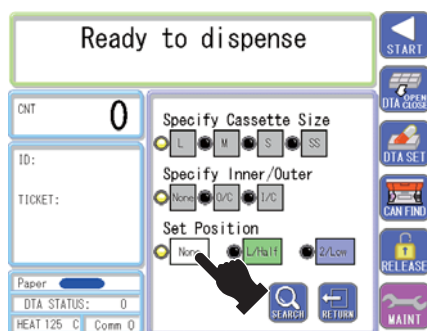 Ready to dispense
START
CNT
0
DTA OPEN CLOSE
Specify Cassette Size
L M S SS
ID:
DTA SET
Specify Inner/Outer
None O/C I/C
TICKET:
CAN FIND
Set Position
None L/Half 2/Low
RELEASE
Paper
DTA STATUS: 0
SEARCH RETURN
HEAT 125 C Comm 0
MAINT